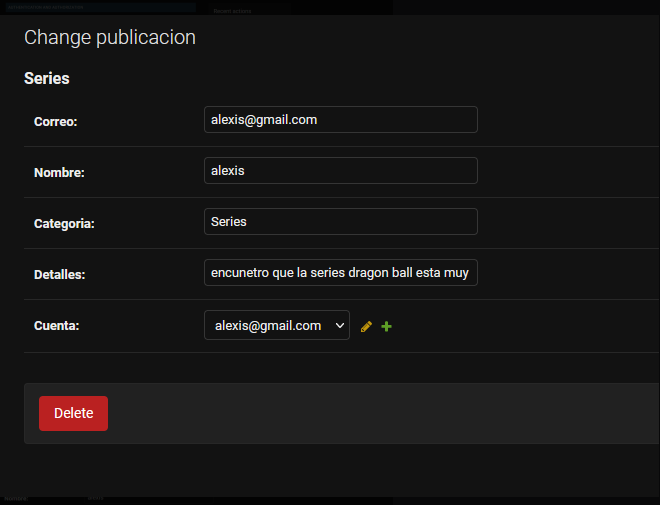 Change publicacion
Series
Correo: alexis@gmail.com
Nombre: alexis
Categoria: Series
Detalles: encunetro que la series dragon ball esta muy
Cuenta: alexis@gmail.com
Delete